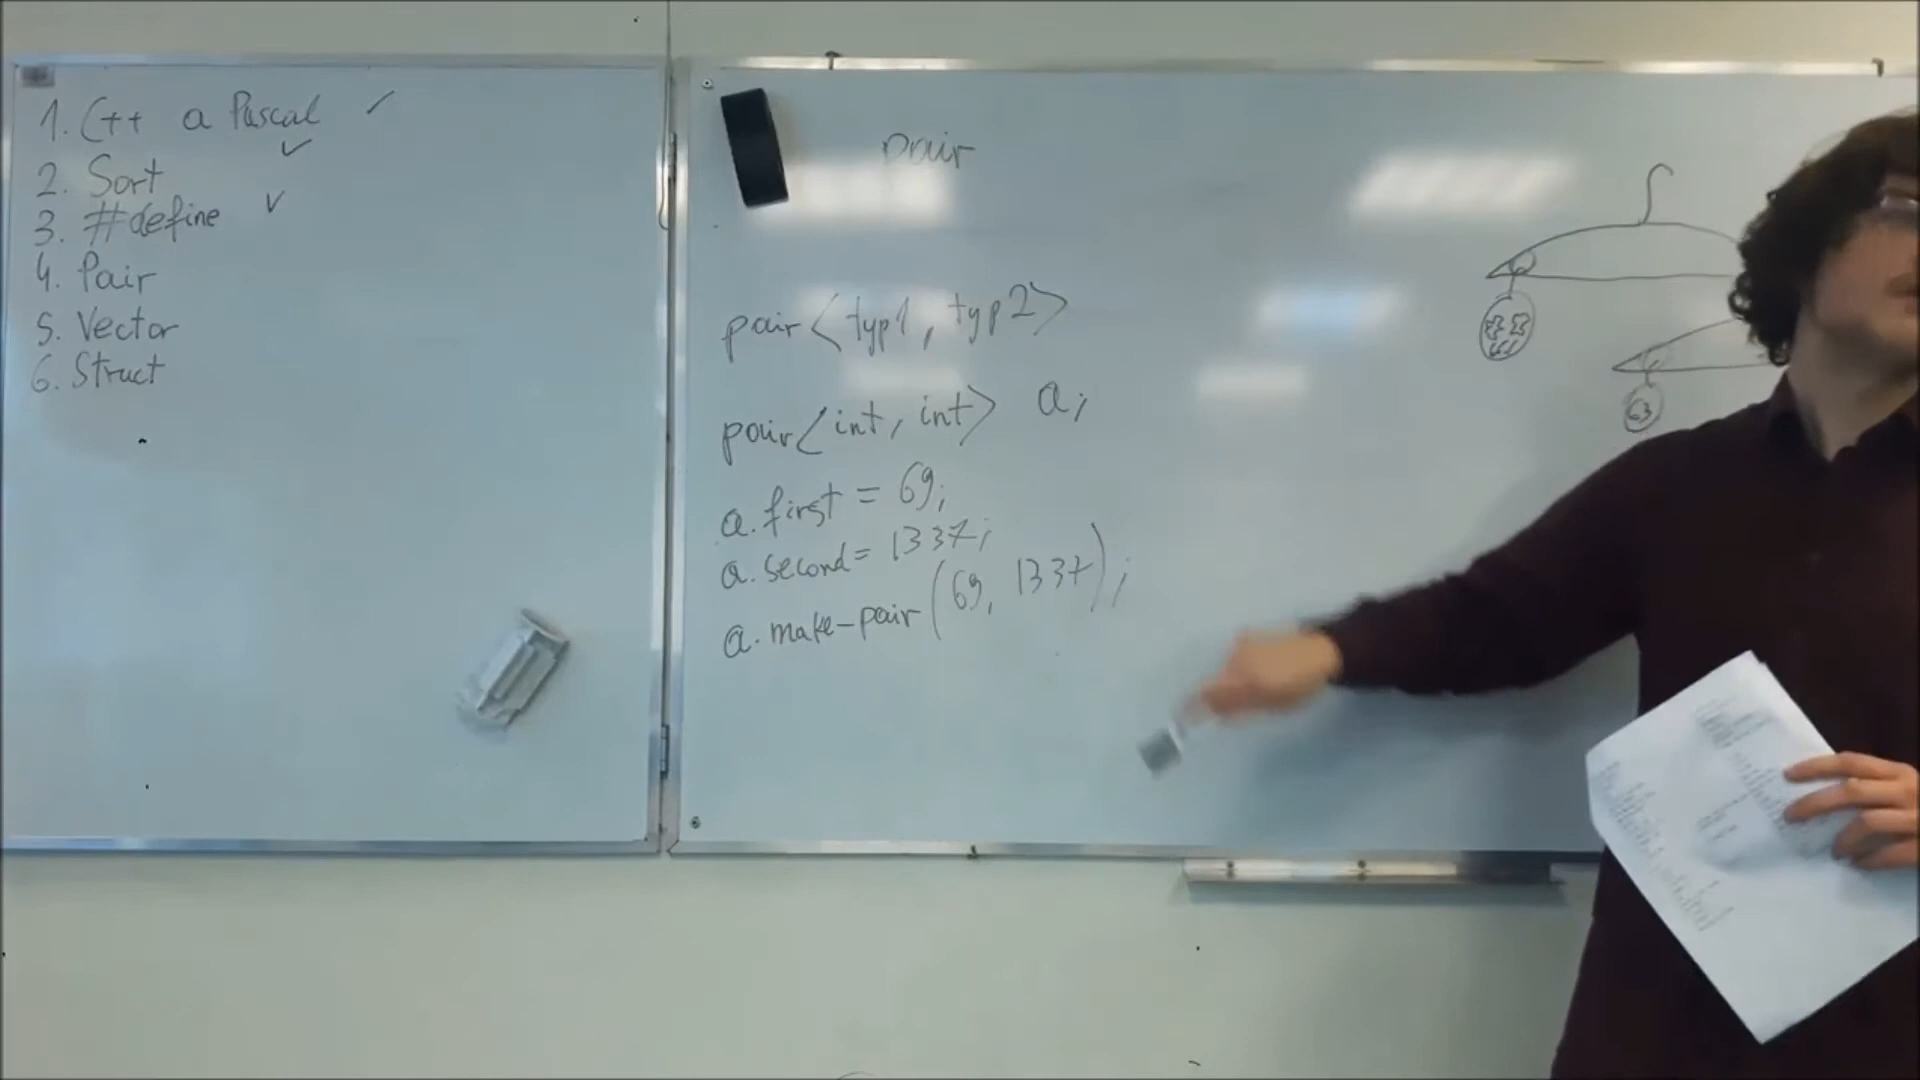 1. C++ a Pascal ✓
2. Sort ✓
3. #define ✓
4. Pair
5. Vector
6. Struct
pair
pair<typ1, typ2>
pair<int, int> a;
a.first = 69;
a.second = 1337;
a.make-pair(69, 1337);
63